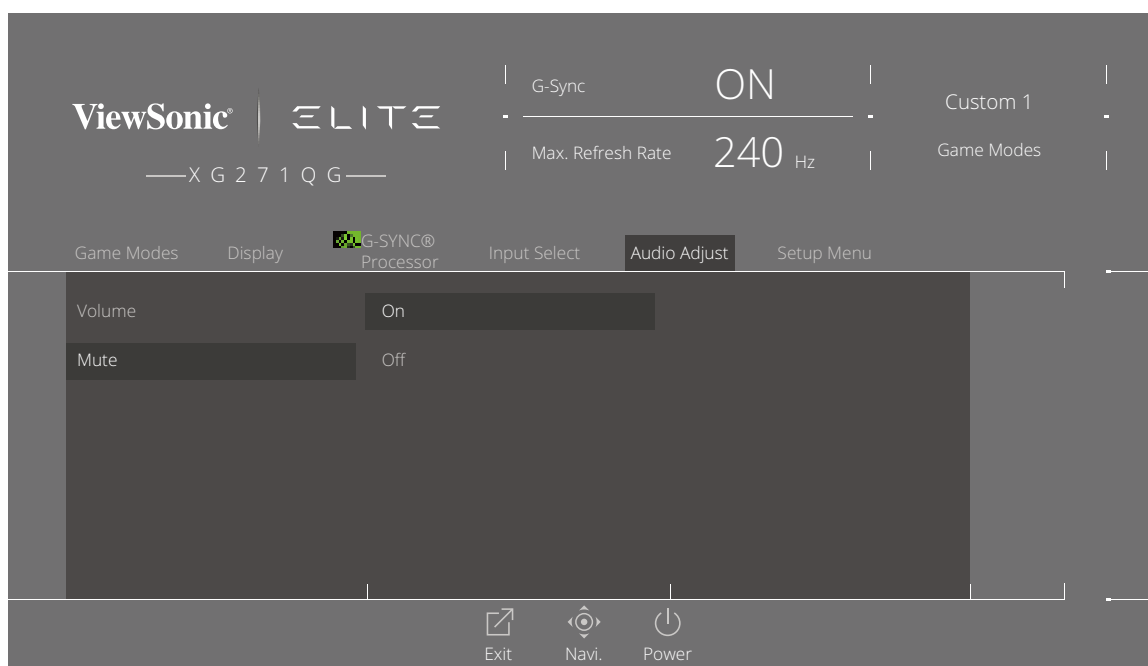 ViewSonic® ELITE
XG271QG
G-Sync ON
Max. Refresh Rate 240 Hz
Custom 1
Game Modes
Game Modes Display G-SYNC® Processor Input Select Audio Adjust Setup Menu
Volume On
Mute Off
Exit Navi. Power